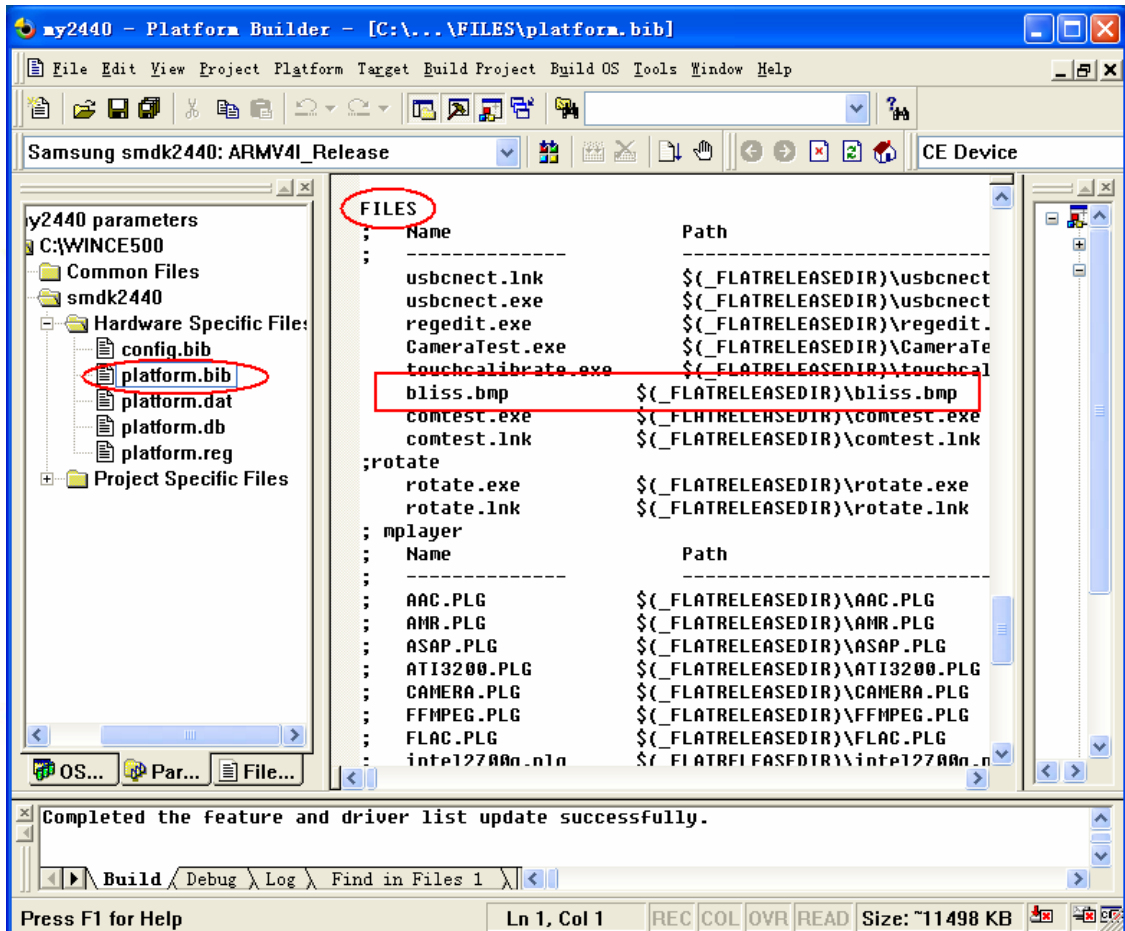 my2440 - Platform Builder - [C:\...\FILES\platform.bib]
File Edit View Project Platform Target Build Project Build OS Tools Window Help
Samsung smdk2440: ARMV4I_Release
CE Device
y2440 parameters
C:\WINCE500
Common Files
smdk2440
Hardware Specific Files
config.bib
platform.bib
platform.dat
platform.db
platform.reg
Project Specific Files
OS... Par... File...
FILES
; Name Path
; -------------- ---------------------------
usbcnect.lnk $(_FLATRELEASEDIR)\usbcnect
usbcnect.exe $(_FLATRELEASEDIR)\usbcnect
regedit.exe $(_FLATRELEASEDIR)\regedit.
CameraTest.exe $(_FLATRELEASEDIR)\CameraTe
touchcalibrate.exe $(_FLATRELEASEDIR)\touchcal
bliss.bmp $(_FLATRELEASEDIR)\bliss.bmp
comtest.exe $(_FLATRELEASEDIR)\comtest.exe
comtest.lnk $(_FLATRELEASEDIR)\comtest.lnk
;rotate
rotate.exe $(_FLATRELEASEDIR)\rotate.exe
rotate.lnk $(_FLATRELEASEDIR)\rotate.lnk
; mplayer
; Name Path
; -------------- ---------------------------
; AAC.PLG $(_FLATRELEASEDIR)\AAC.PLG
; AMR.PLG $(_FLATRELEASEDIR)\AMR.PLG
; ASAP.PLG $(_FLATRELEASEDIR)\ASAP.PLG
; ATI3200.PLG $(_FLATRELEASEDIR)\ATI3200.PLG
; CAMERA.PLG $(_FLATRELEASEDIR)\CAMERA.PLG
; FFMPEG.PLG $(_FLATRELEASEDIR)\FFMPEG.PLG
; FLAC.PLG $(_FLATRELEASEDIR)\FLAC.PLG
; intel2700g.plg $(_FLATRELEASEDIR)\intel2700g.p
Completed the feature and driver list update successfully.
Build Debug Log Find in Files 1
Press F1 for Help Ln 1, Col 1 REC COL OVR READ Size: ~11498 KB